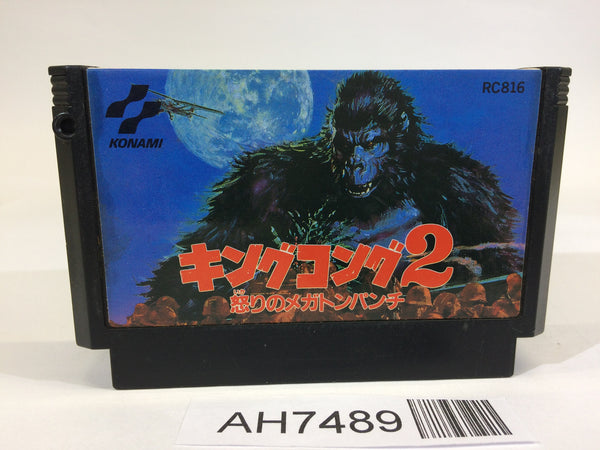 RC816
KONAMI
キングコング2
怒りのメガトンパンチ
AH7489